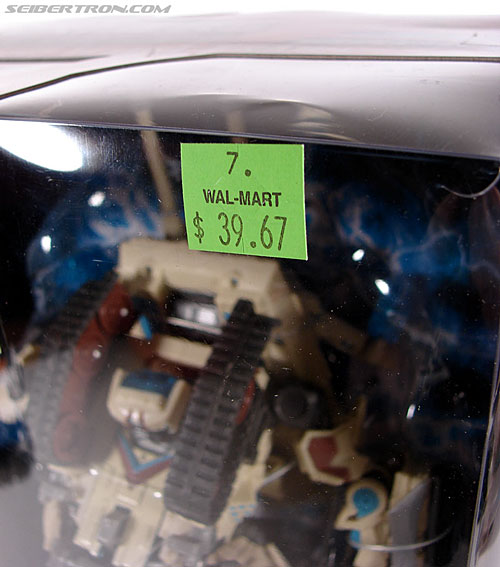 SEIBERTRON.COM
7.
WAL-MART
$ 39.67